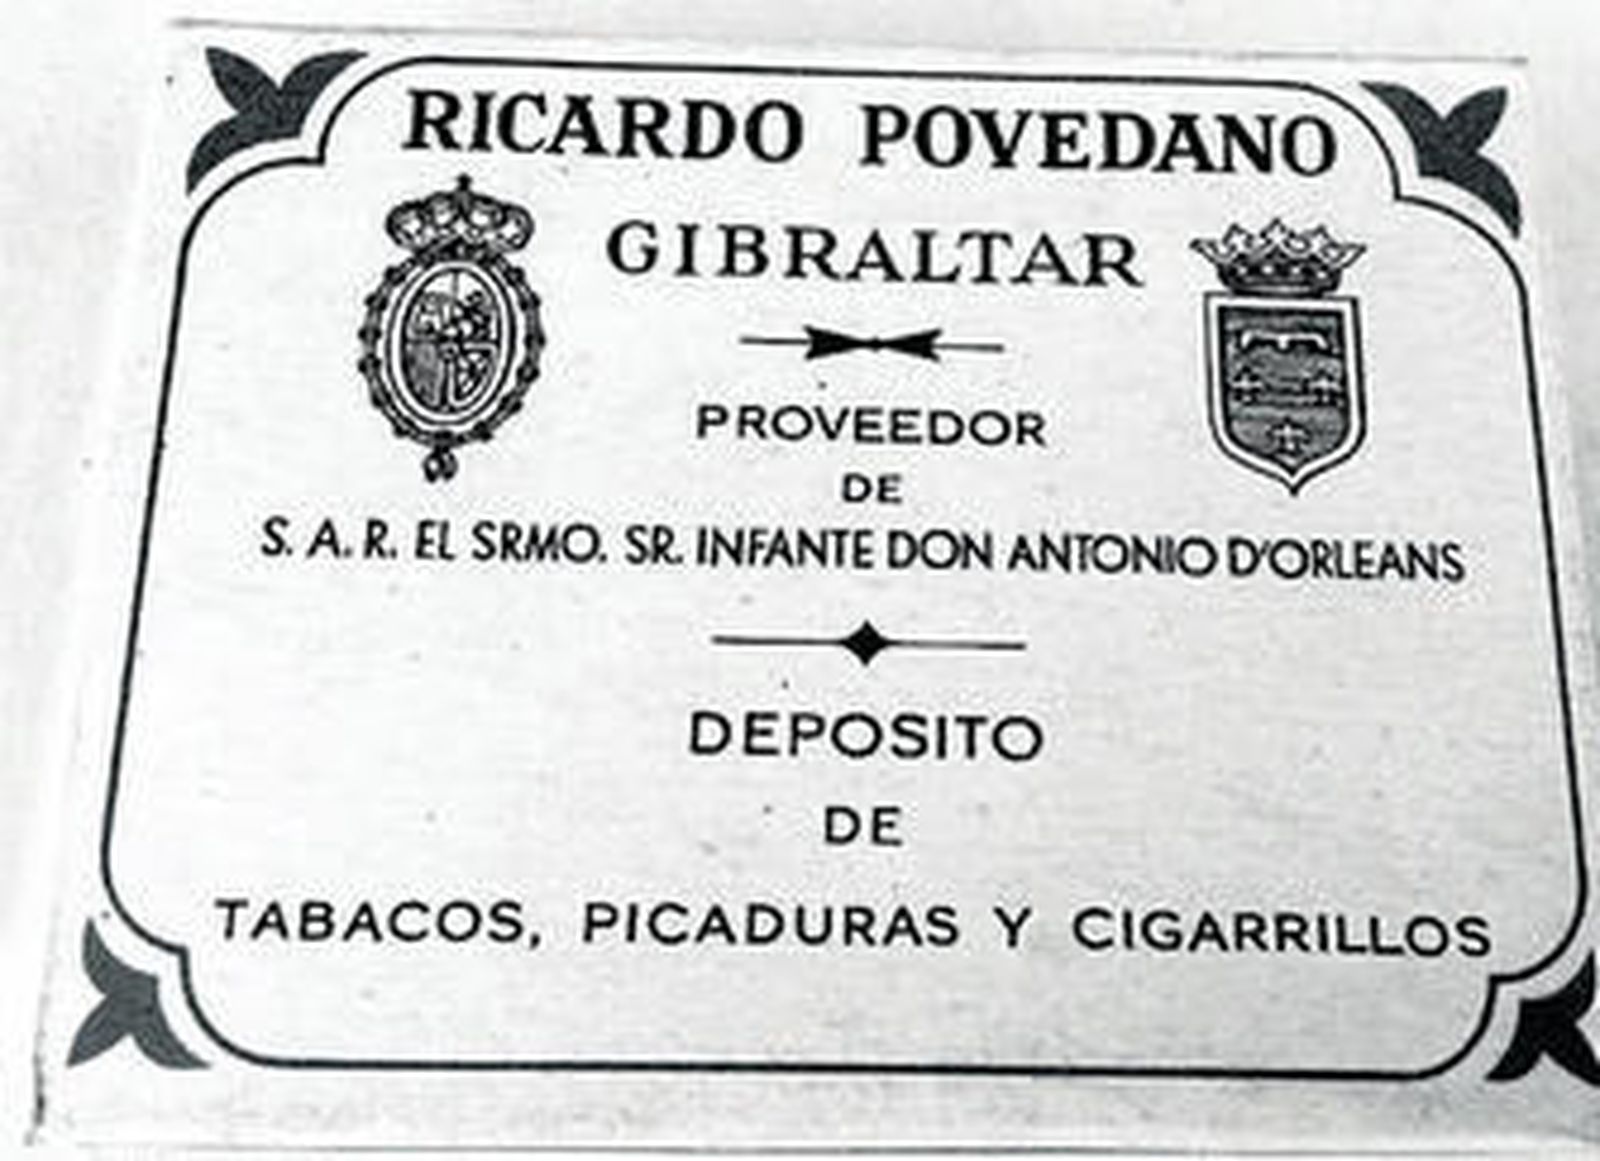 RICARDO POVEDANO
GIBRALTAR
PROVEEDOR
DE
S. A. R. EL SRMO. SR. INFANTE DON ANTONIO D'ORLEANS
DEPOSITO
DE
TABACOS, PICADURAS Y CIGARRILLOS